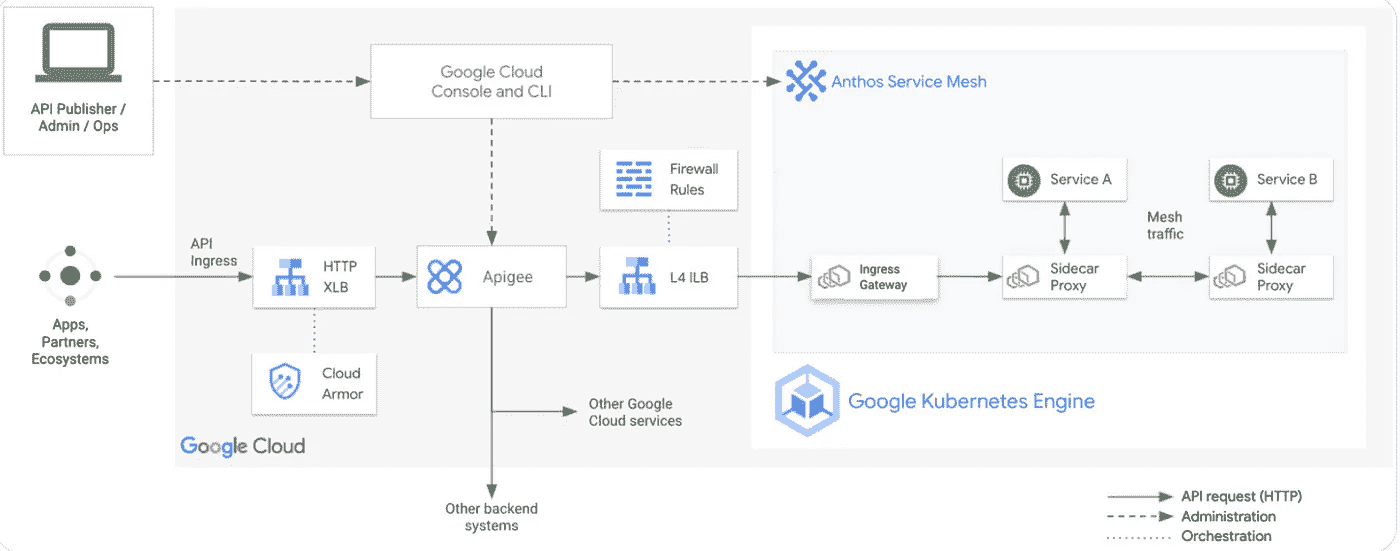 API Publisher /
Admin / Ops
Google Cloud
Console and CLI
Anthos Service Mesh
Firewall
Rules
Service A
Service B
Mesh
traffic
API
Ingress
HTTP
XLB
Apigee
L4 ILB
Ingress
Gateway
Sidecar
Proxy
Sidecar
Proxy
Apps,
Partners,
Ecosystems
Cloud
Armor
Other Google
Cloud services
Google Kubernetes Engine
Google Cloud
Other backend
systems
API request (HTTP)
Administration
Orchestration